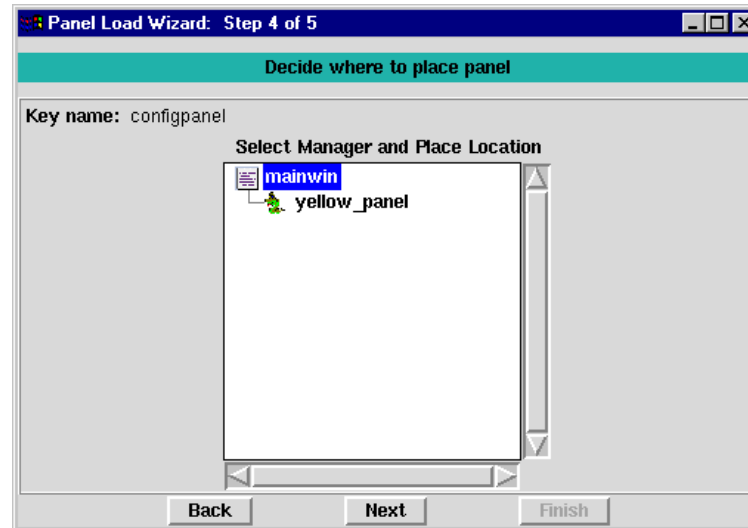 Panel Load Wizard: Step 4 of 5
Decide where to place panel
Key name: configpanel
Select Manager and Place Location
mainwin
yellow_panel
Back Next Finish